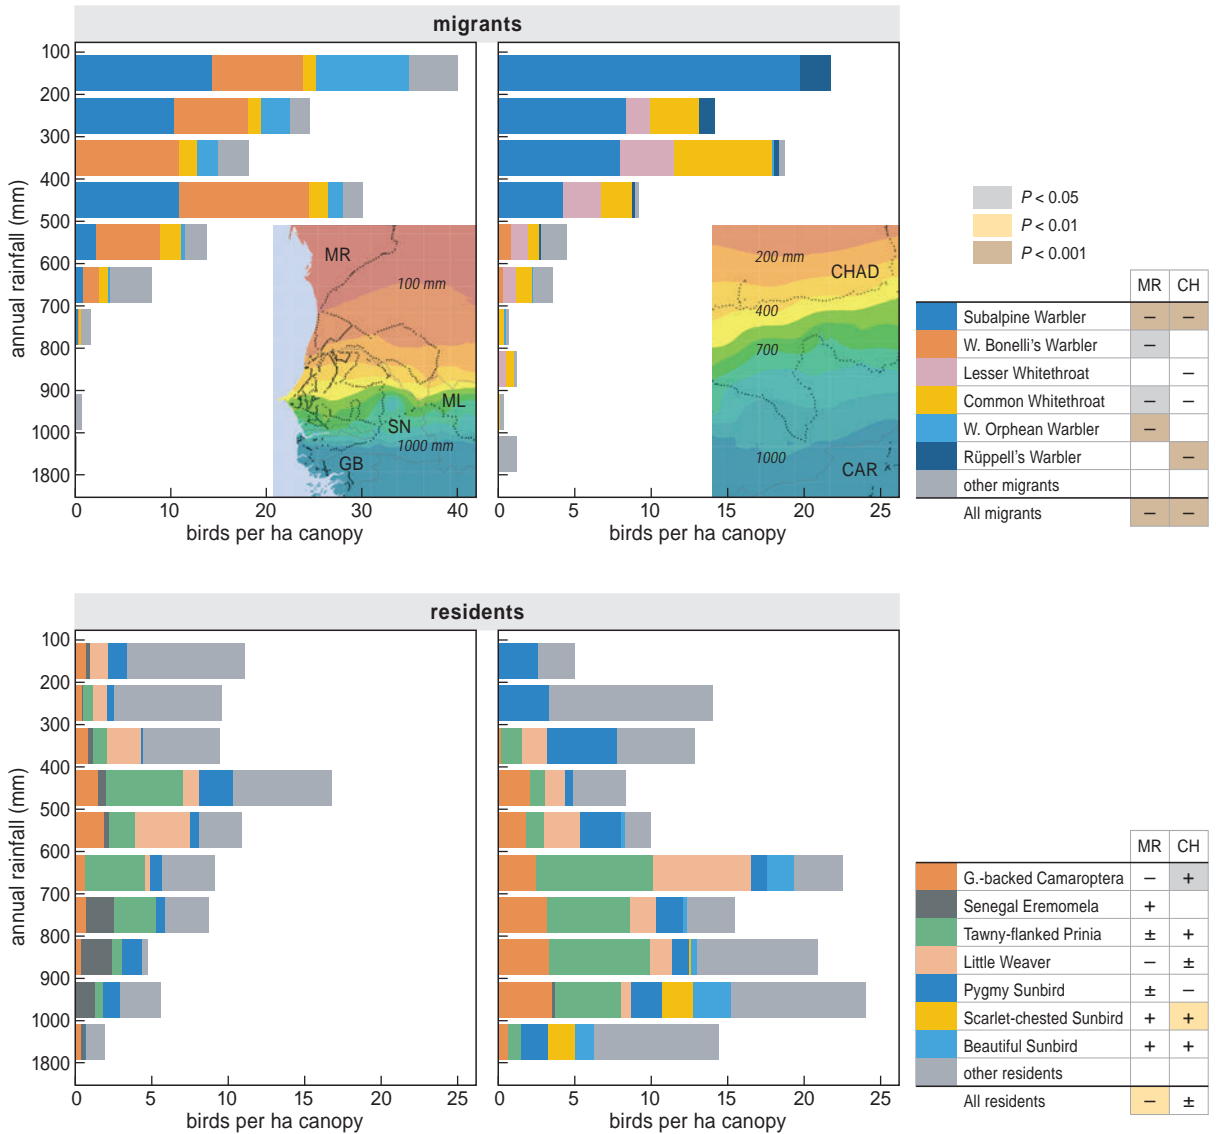 migrants
annual rainfall (mm)
100
200
300
400
500
600
700
800
900
1000
1800
0
10
20
30
40
birds per ha canopy
MR
100 mm
ML
SN
1000 mm
GB
0
5
10
15
20
25
birds per ha canopy
200 mm
CHAD
400
700
1000
CAR
P < 0.05
P < 0.01
P < 0.001
MR CH
Subalpine Warbler – –
W. Bonelli's Warbler –
Lesser Whitethroat –
Common Whitethroat – –
W. Orphean Warbler –
Rüppell's Warbler –
other migrants
All migrants – –
residents
annual rainfall (mm)
100
200
300
400
500
600
700
800
900
1000
1800
0
5
10
15
20
25
birds per ha canopy
0
5
10
15
20
25
birds per ha canopy
MR CH
G.-backed Camaroptera – +
Senegal Eremomela +
Tawny-flanked Prinia ± +
Little Weaver – ±
Pygmy Sunbird ± –
Scarlet-chested Sunbird + +
Beautiful Sunbird + +
other residents
All residents – ±